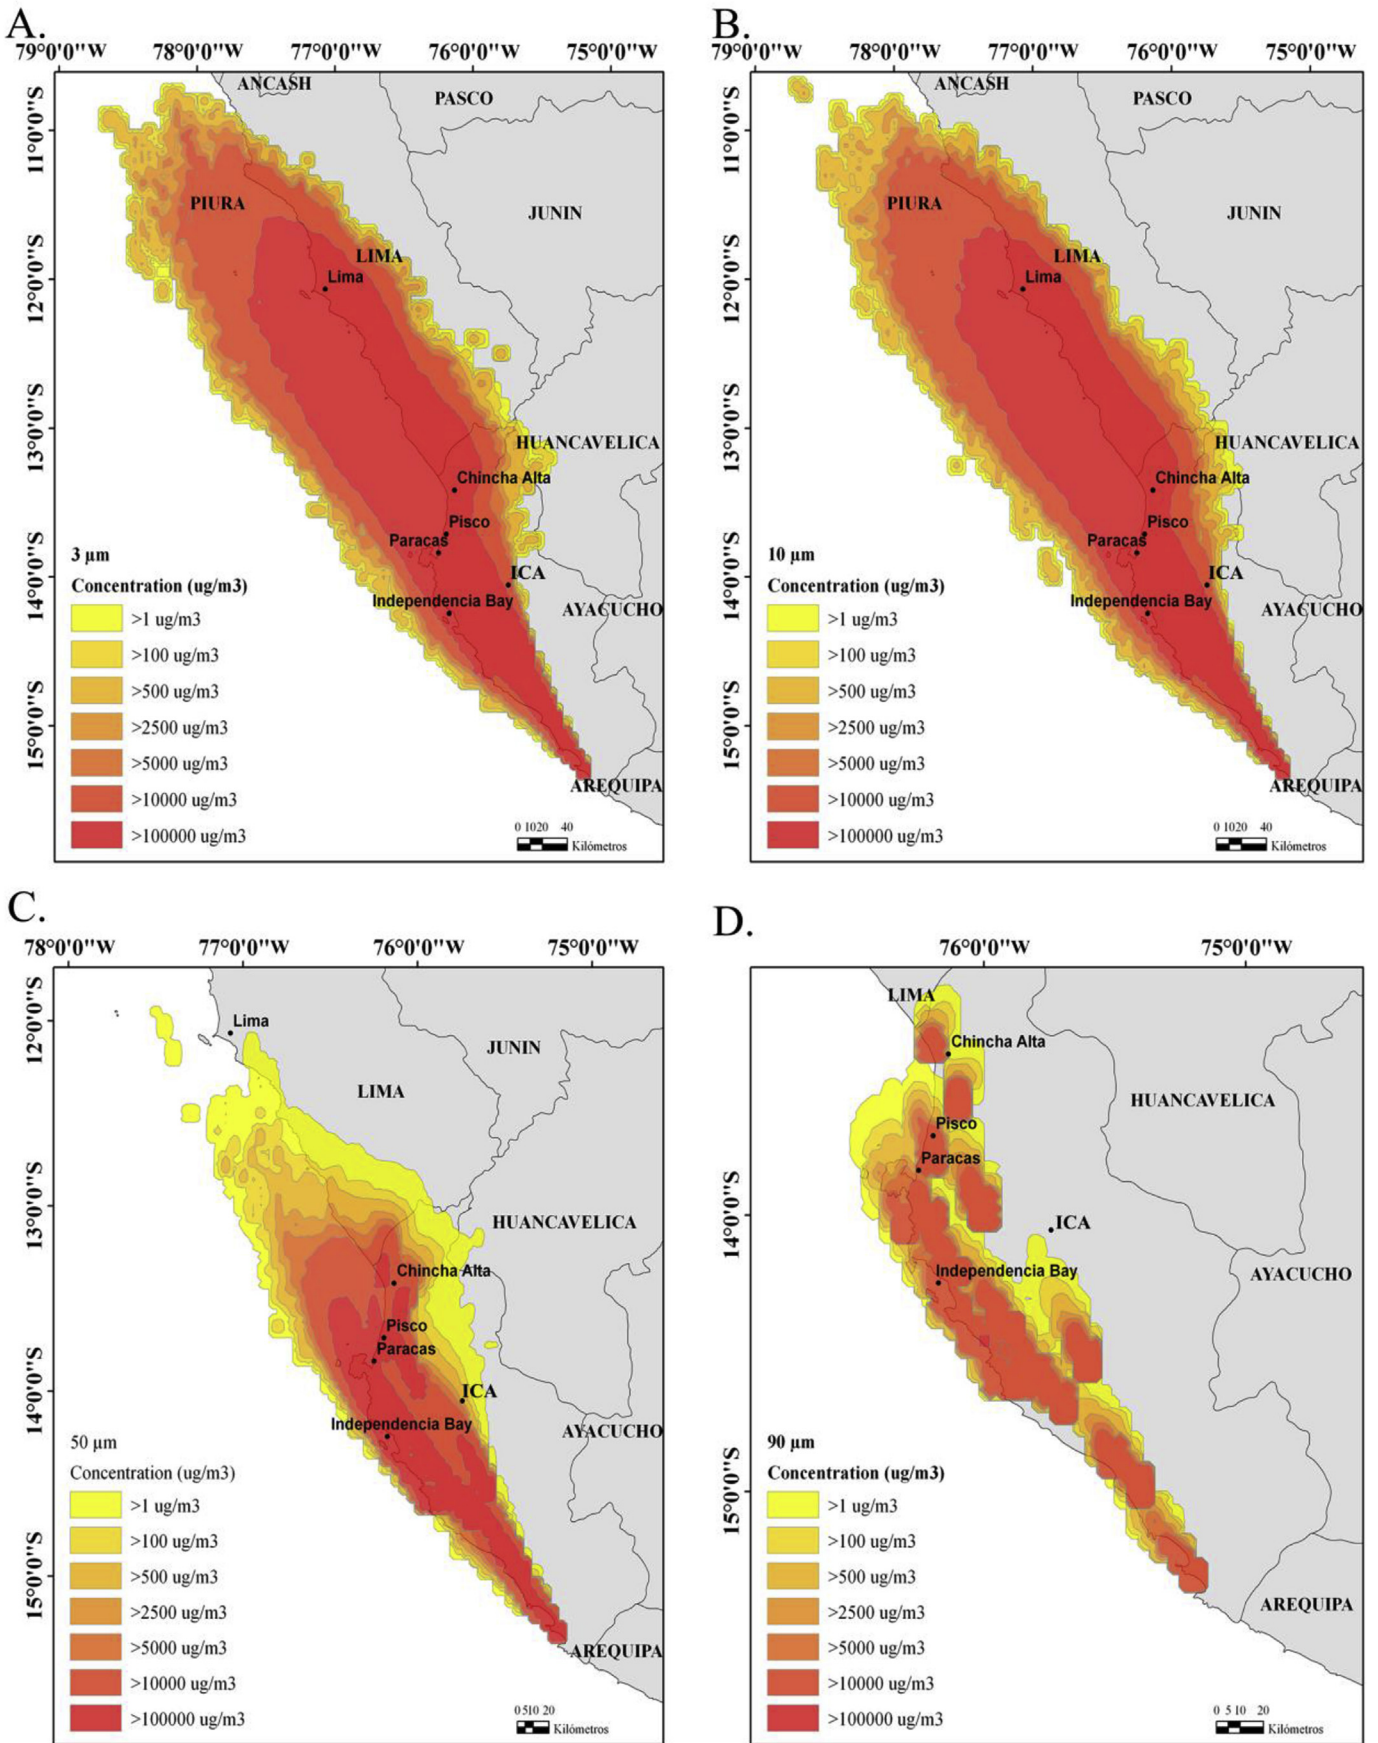 A.
79°0'0"W 78°0'0"W 77°0'0"W 76°0'0"W 75°0'0"W
11°0'0"S
12°0'0"S
13°0'0"S
14°0'0"S
15°0'0"S
ANCASH
PASCO
PIURA
JUNIN
LIMA
Lima
HUANCAVELICA
Chincha Alta
Pisco
Paracas
ICA
Independencia Bay
AYACUCHO
AREQUIPA
3 µm
Concentration (ug/m3)
>1 ug/m3
>100 ug/m3
>500 ug/m3
>2500 ug/m3
>5000 ug/m3
>10000 ug/m3
>100000 ug/m3
0 1020 40
Kilómetros
B.
79°0'0"W 78°0'0"W 77°0'0"W 76°0'0"W 75°0'0"W
11°0'0"S
12°0'0"S
13°0'0"S
14°0'0"S
15°0'0"S
ANCASH
PASCO
PIURA
JUNIN
LIMA
Lima
HUANCAVELICA
Chincha Alta
Pisco
Paracas
ICA
Independencia Bay
AYACUCHO
AREQUIPA
10 µm
Concentration (ug/m3)
>1 ug/m3
>100 ug/m3
>500 ug/m3
>2500 ug/m3
>5000 ug/m3
>10000 ug/m3
>100000 ug/m3
0 1020 40
Kilómetros
C.
78°0'0"W 77°0'0"W 76°0'0"W 75°0'0"W
12°0'0"S
13°0'0"S
14°0'0"S
15°0'0"S
Lima
JUNIN
LIMA
HUANCAVELICA
Chincha Alta
Pisco
Paracas
ICA
Independencia Bay
AYACUCHO
AREQUIPA
50 µm
Concentration (ug/m3)
>1 ug/m3
>100 ug/m3
>500 ug/m3
>2500 ug/m3
>5000 ug/m3
>10000 ug/m3
>100000 ug/m3
0 510 20
Kilómetros
D.
76°0'0"W 75°0'0"W
14°0'0"S
15°0'0"S
LIMA
Chincha Alta
HUANCAVELICA
Pisco
Paracas
ICA
Independencia Bay
AYACUCHO
AREQUIPA
90 µm
Concentration (ug/m3)
>1 ug/m3
>100 ug/m3
>500 ug/m3
>2500 ug/m3
>5000 ug/m3
>10000 ug/m3
>100000 ug/m3
0 5 10 20
Kilómetros